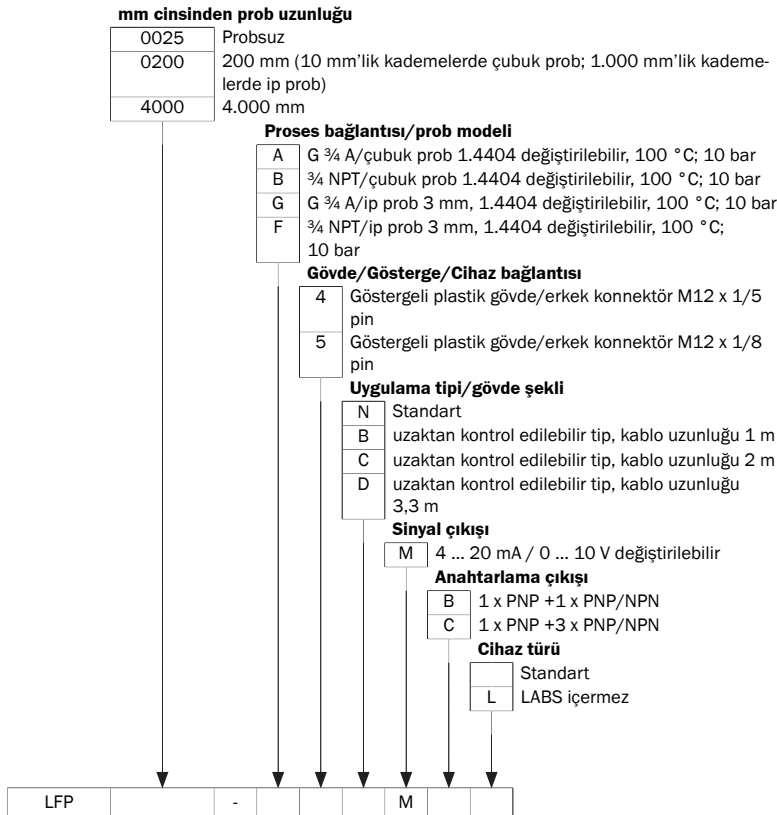 mm cinsinden prob uzunluğu
0025 Probsuz
0200 200 mm (10 mm'lik kademelerde çubuk prob; 1.000 mm'lik kademe-
lerde ip prob)
4000 4.000 mm
Proses bağlantısı/prob modeli
A G ¾ A/çubuk prob 1.4404 değiştirilebilir, 100 °C; 10 bar
B ¾ NPT/çubuk prob 1.4404 değiştirilebilir, 100 °C; 10 bar
G G ¾ A/ip prob 3 mm, 1.4404 değiştirilebilir, 100 °C; 10 bar
F ¾ NPT/ip prob 3 mm, 1.4404 değiştirilebilir, 100 °C;
10 bar
Gövde/Gösterge/Cihaz bağlantısı
4 Göstergeli plastik gövde/erkek konnektör M12 x 1/5
pin
5 Göstergeli plastik gövde/erkek konnektör M12 x 1/8
pin
Uygulama tipi/gövde şekli
N Standart
B uzaktan kontrol edilebilir tip, kablo uzunluğu 1 m
C uzaktan kontrol edilebilir tip, kablo uzunluğu 2 m
D uzaktan kontrol edilebilir tip, kablo uzunluğu
3,3 m
Sinyal çıkışı
M 4 ... 20 mA / 0 ... 10 V değiştirilebilir
Anahtarlama çıkışı
B 1 x PNP +1 x PNP/NPN
C 1 x PNP +3 x PNP/NPN
Cihaz türü
Standart
L LABS içermez
LFP - M